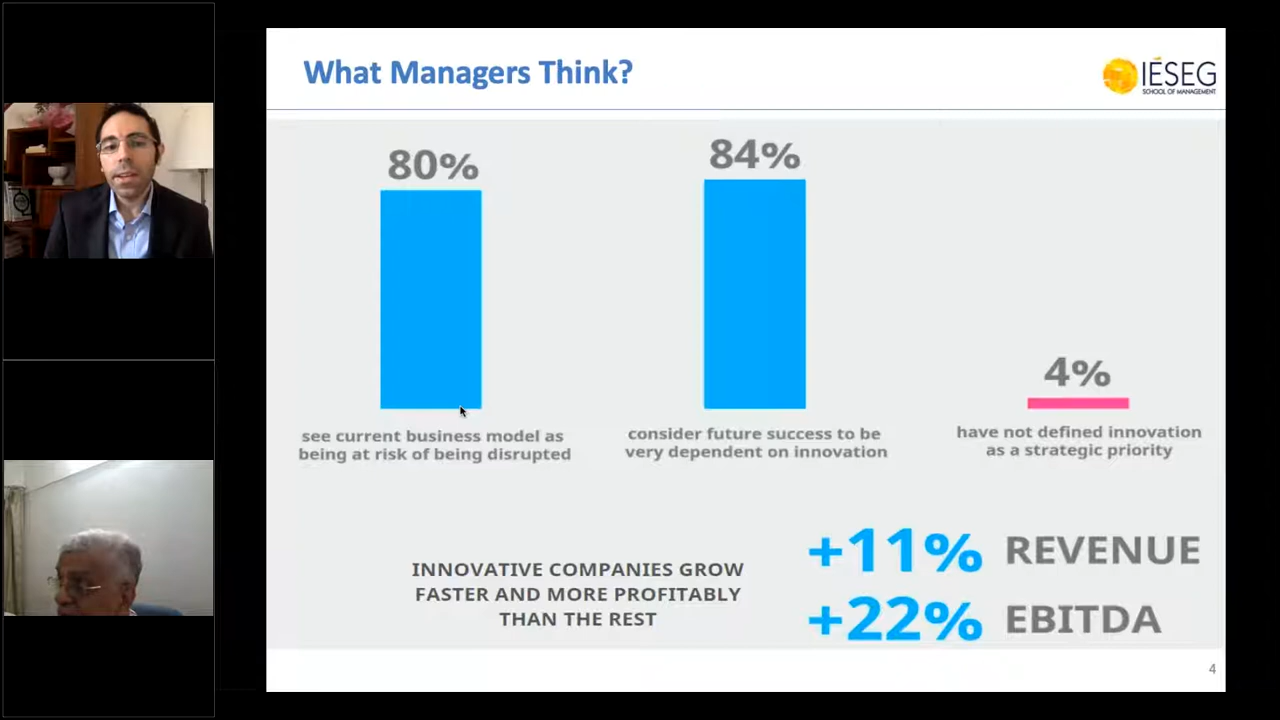 What Managers Think?
IÉSEG
SCHOOL OF MANAGEMENT
80%
84%
4%
see current business model as
being at risk of being disrupted
consider future success to be
very dependent on innovation
have not defined innovation
as a strategic priority
INNOVATIVE COMPANIES GROW
FASTER AND MORE PROFITABLY
THAN THE REST
+11% REVENUE
+22% EBITDA
4